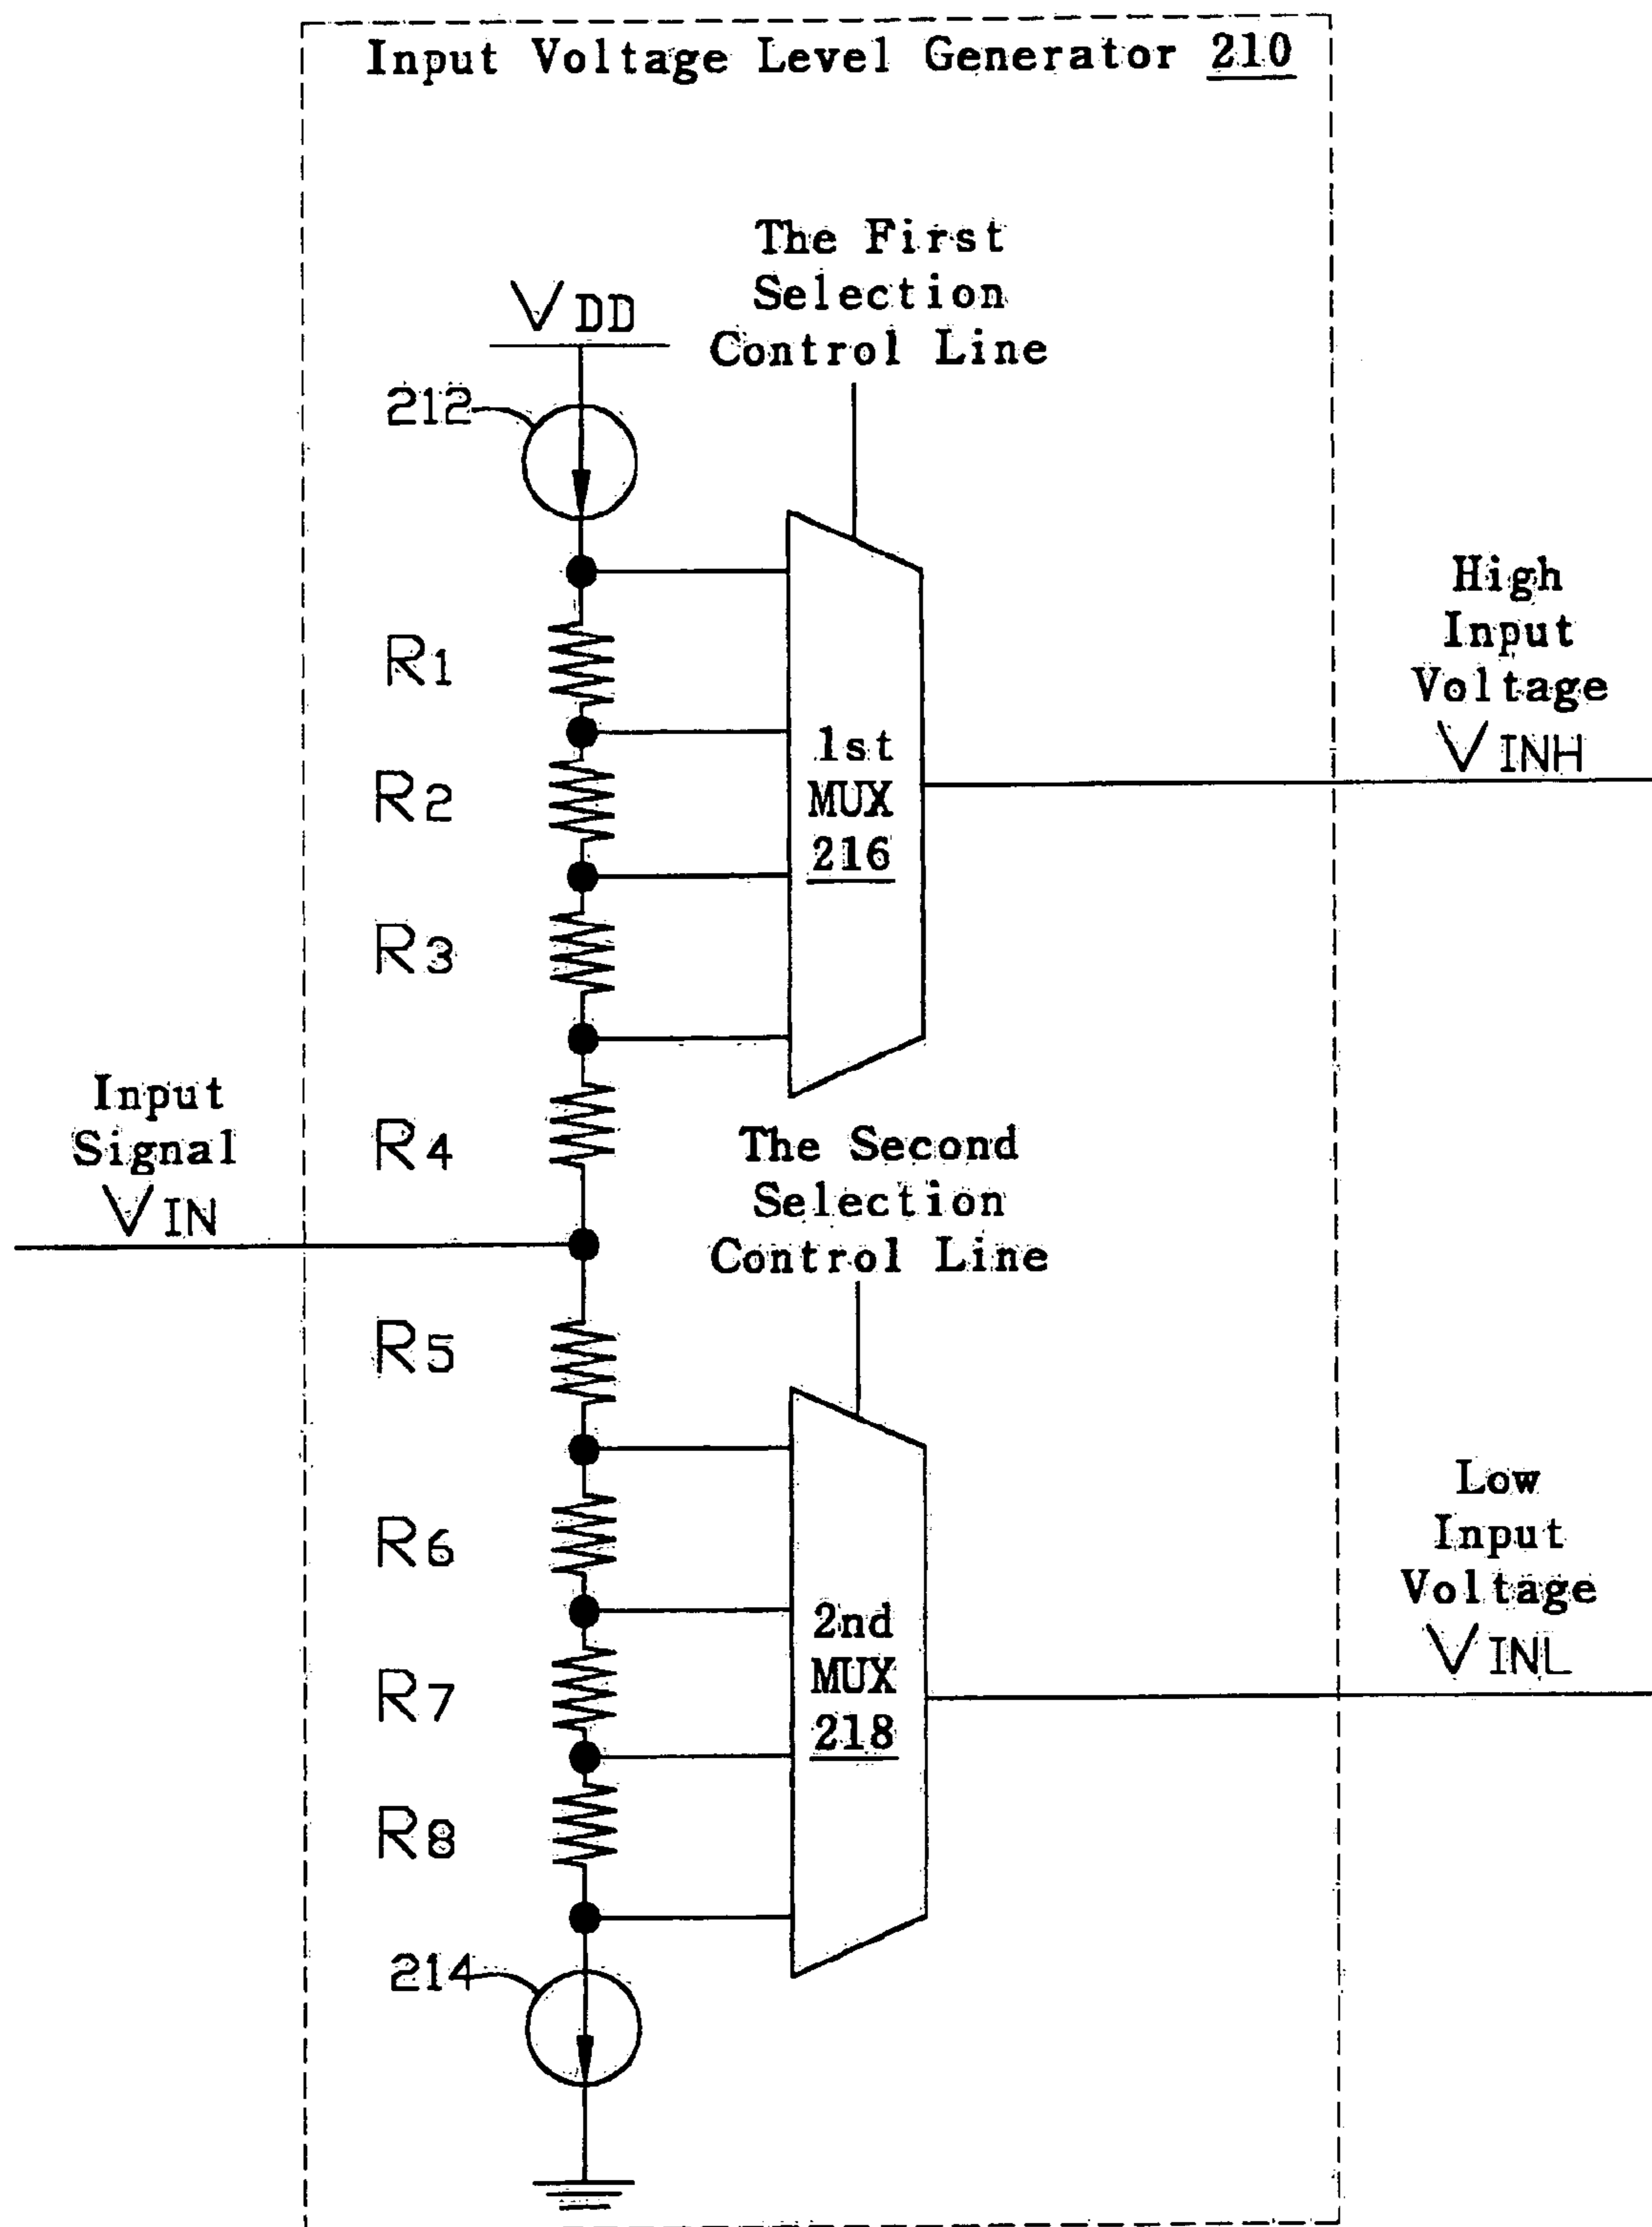 Input Voltage Level Generator 210
The First
Selection
Control Line
VDD
212
High
Input
Voltage
VINH
R1
1st
MUX
216
R2
R3
Input
Signal
VIN
R4
The Second
Selection
Control Line
R5
Low
Input
Voltage
VINL
R6
2nd
MUX
218
R7
R8
214